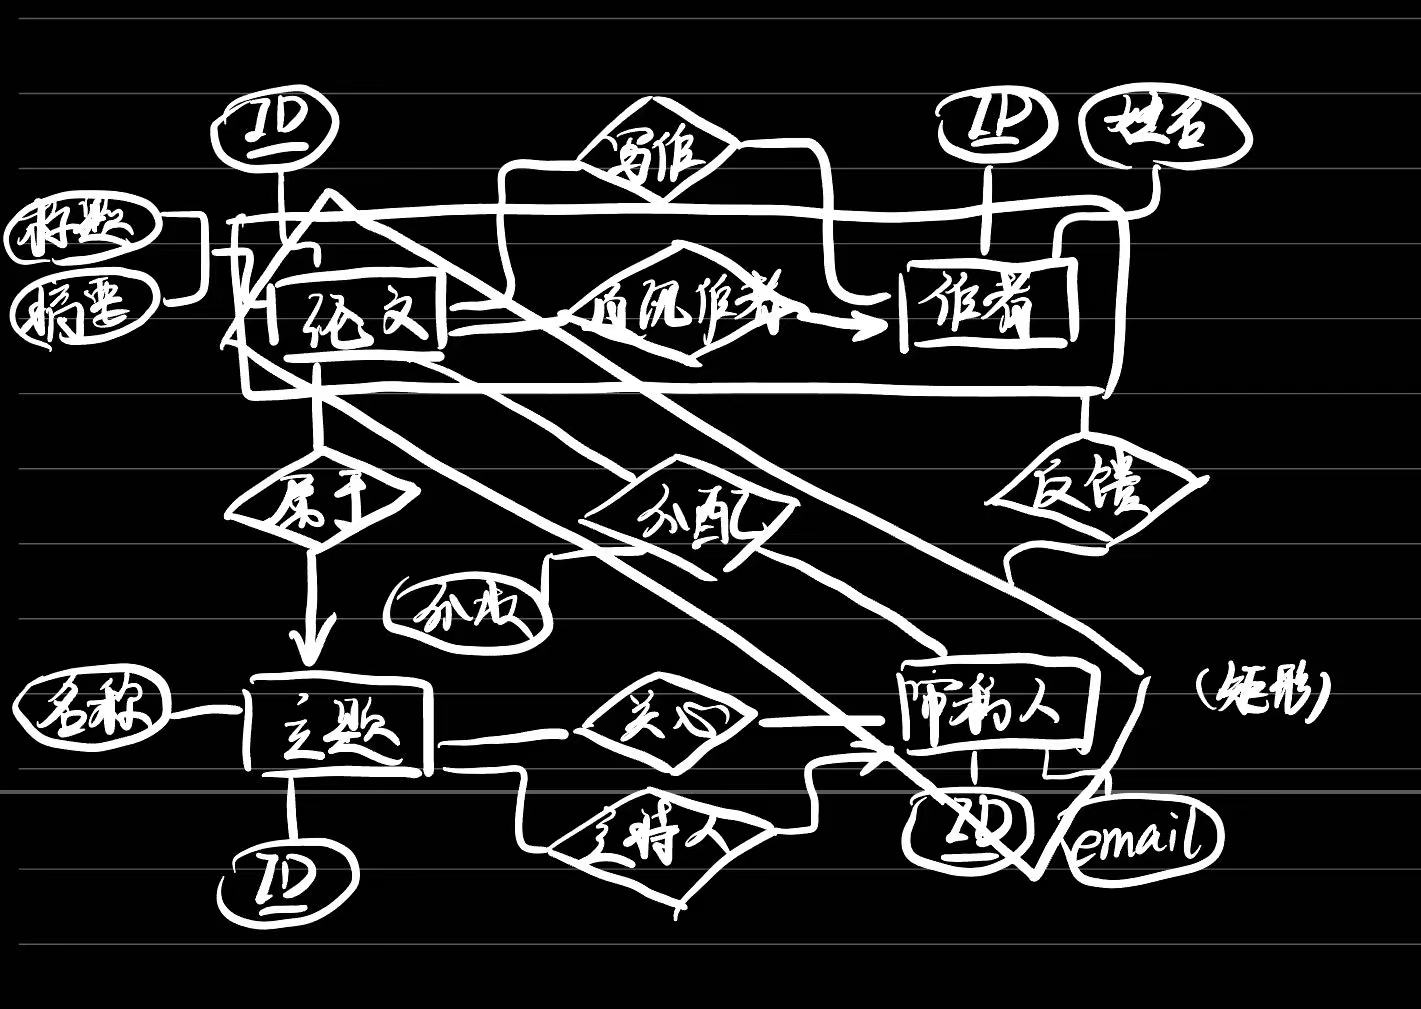 ID
写作
ID
姓名
标题
摘要
论文
通讯作者
作者
属于
分配
反馈
分数
名称
主题
关心
审稿人
(矩形)
主持人
ID
email
ID